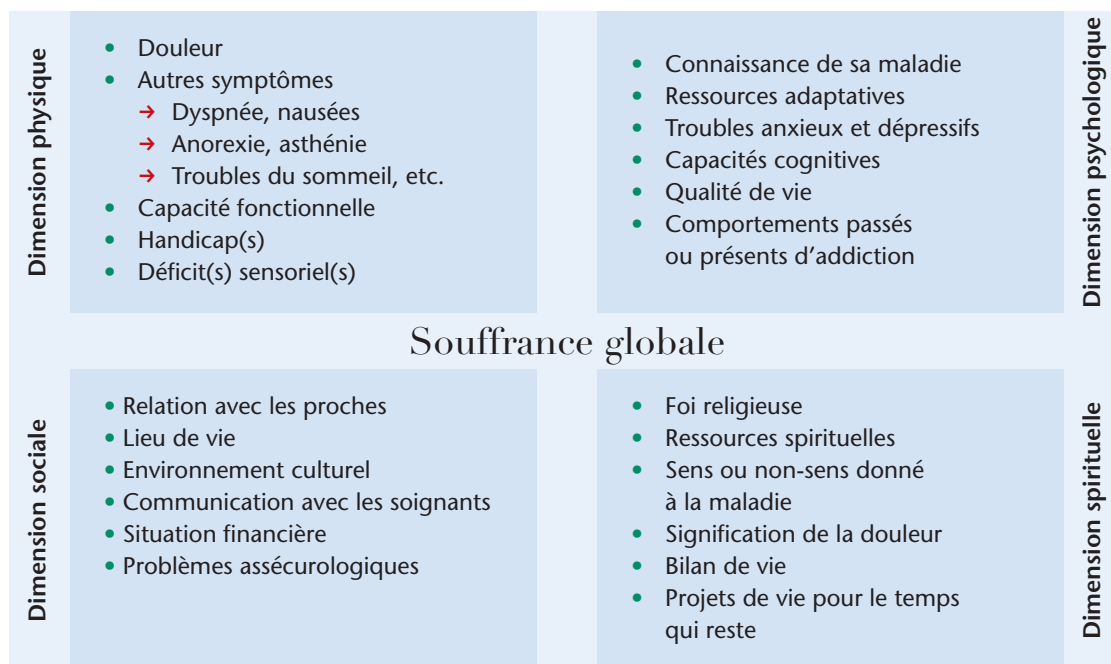 Dimension physique
• Douleur
• Autres symptômes
→ Dyspnée, nausées
→ Anorexie, asthénie
→ Troubles du sommeil, etc.
• Capacité fonctionnelle
• Handicap(s)
• Déficit(s) sensoriel(s)
• Connaissance de sa maladie
• Ressources adaptatives
• Troubles anxieux et dépressifs
• Capacités cognitives
• Qualité de vie
• Comportements passés
ou présents d’addiction
Dimension psychologique
Souffrance globale
Dimension sociale
• Relation avec les proches
• Lieu de vie
• Environnement culturel
• Communication avec les soignants
• Situation financière
• Problèmes assécurologiques
• Foi religieuse
• Ressources spirituelles
• Sens ou non-sens donné
à la maladie
• Signification de la douleur
• Bilan de vie
• Projets de vie pour le temps
qui reste
Dimension spirituelle